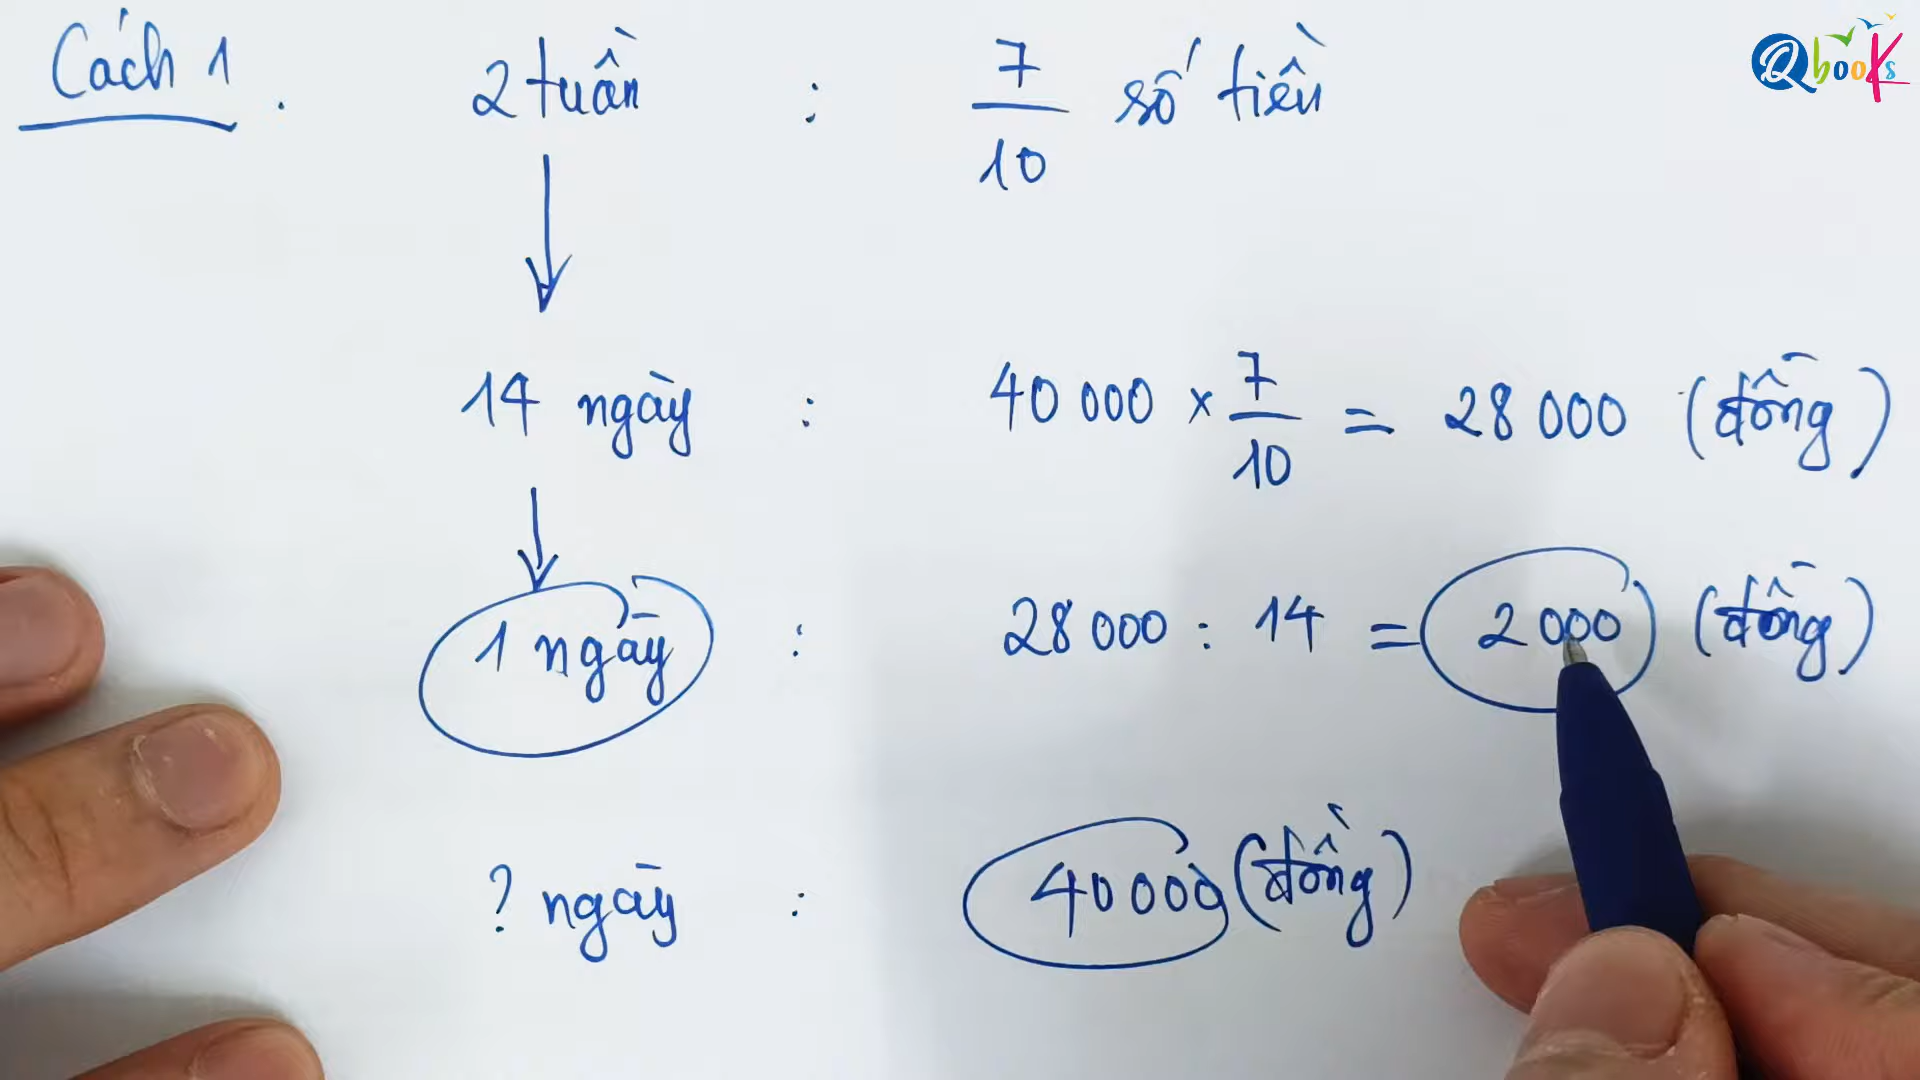 Cách 1. 2 tuần : 7/10 số tiền
14 ngày : 40 000 × 7/10 = 28 000 (đồng)
1 ngày : 28 000 : 14 = 2 000 (đồng)
? ngày : 40 000 (đồng)
Qbooks